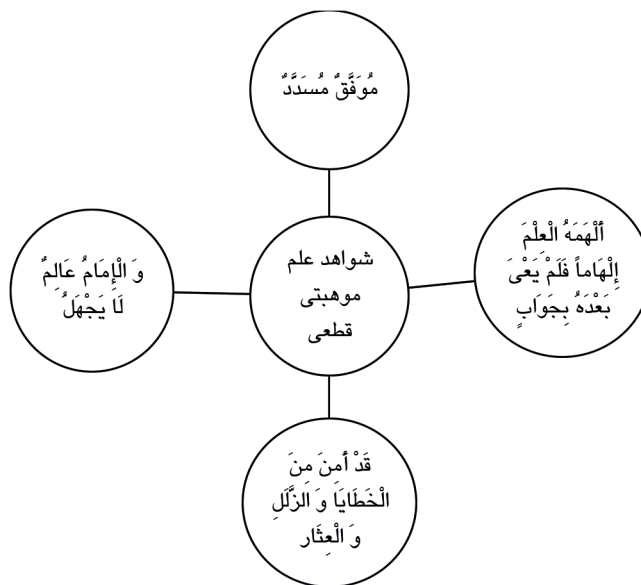 مُوَفَّقٌ مُسَدَّدٌ
أَلْهَمَهُ الْعِلْمَ
إِلْهَاماً فَلَمْ يَعْىَ
بَعْدَهُ بِجَوَابٍ
شواهد علم
موهبتی
قطعی
وَ الْإِمَامُ عَالِمٌ
لَا يَجْهَلُ
قَدْ أَمِنَ مِنَ
الْخَطَايَا وَ الزَّلَلِ
وَ الْعِثَار